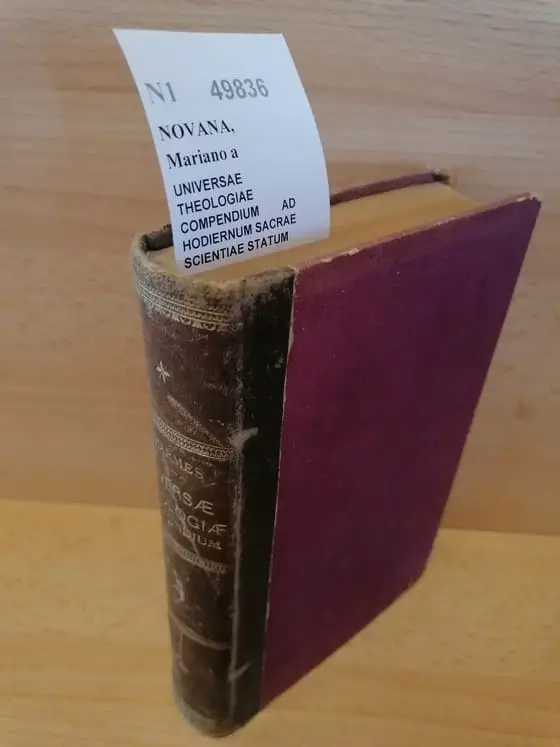 N1 49836
NOVANA,
Mariano a
UNIVERSAE
THEOLOGIAE
COMPENDIUM AD
HODIERNUM SACRAE
SCIENTIAE STATUM